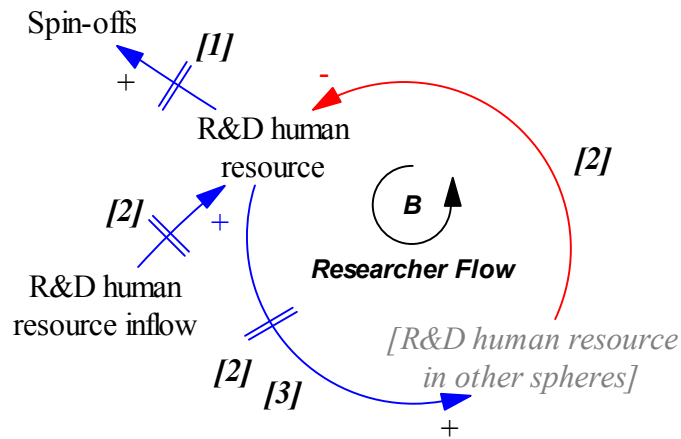 Spin-offs
[1]
+
-
R&D human
resource
[2]
[2]
+
B
Researcher Flow
R&D human
resource inflow
[R&D human resource
in other spheres]
[2]
[3]
+